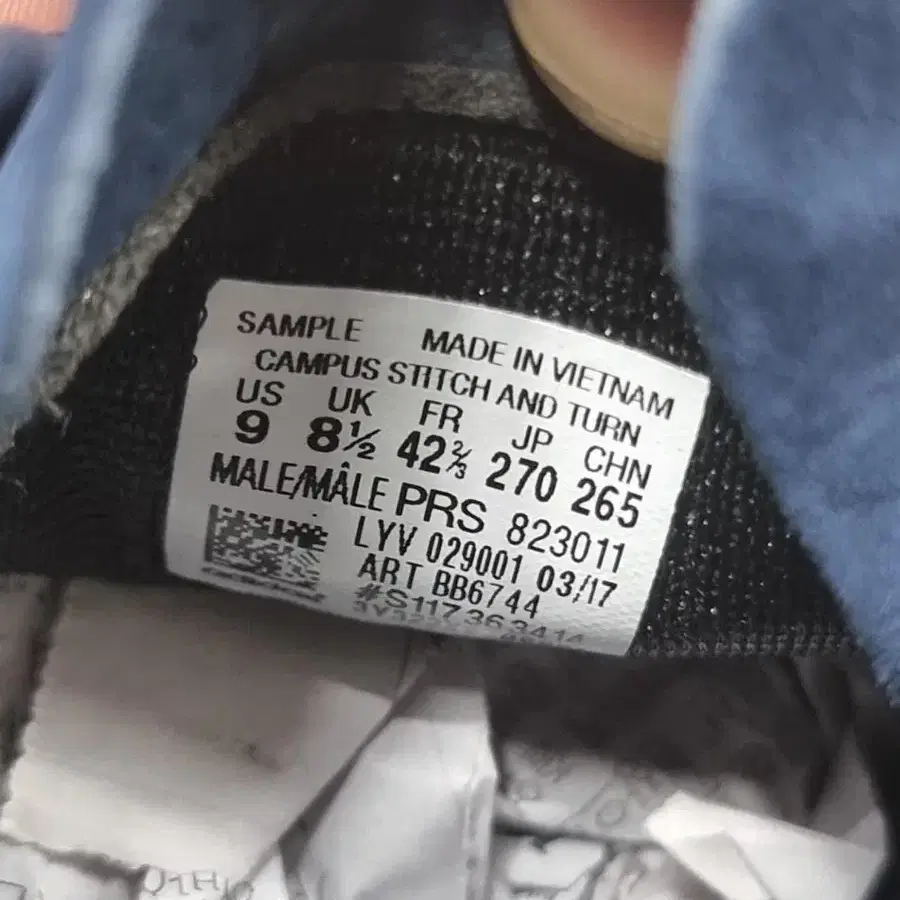 SAMPLE MADE IN VIETNAM
CAMPUS STITCH AND TURN
US UK FR JP CHN
9 8½ 42⅔ 270 265
MALE/MÂLE PRS 823011
LYV 029001 03/17
ART BB6744
#S117363414